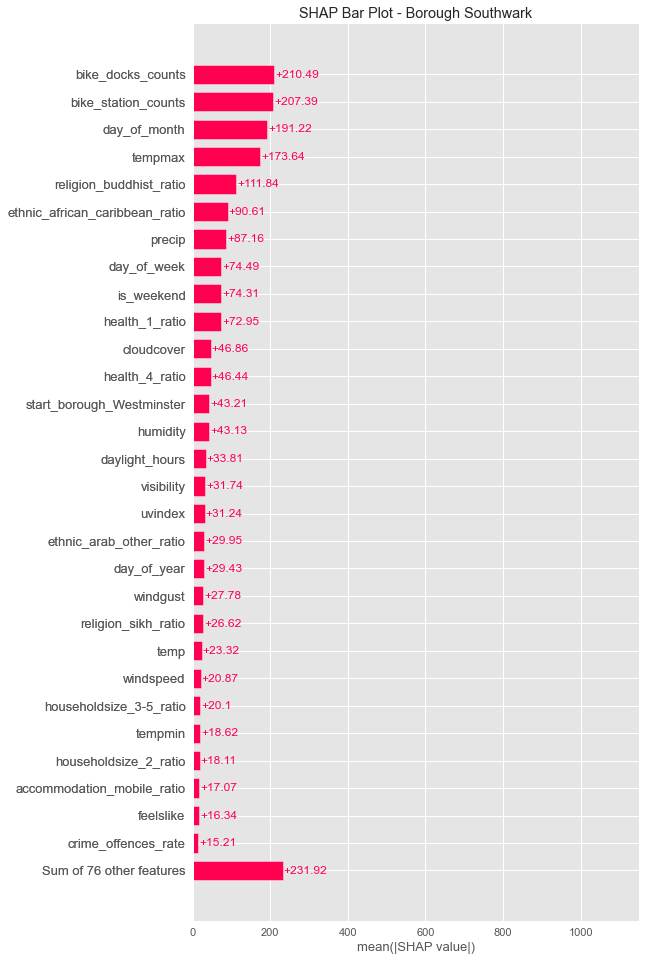 SHAP Bar Plot - Borough Southwark
bike_docks_counts +210.49
bike_station_counts +207.39
day_of_month +191.22
tempmax +173.64
religion_buddhist_ratio +111.84
ethnic_african_caribbean_ratio +90.61
precip +87.16
day_of_week +74.49
is_weekend +74.31
health_1_ratio +72.95
cloudcover +46.86
health_4_ratio +46.44
start_borough_Westminster +43.21
humidity +43.13
daylight_hours +33.81
visibility +31.74
uvindex +31.24
ethnic_arab_other_ratio +29.95
day_of_year +29.43
windgust +27.78
religion_sikh_ratio +26.62
temp +23.32
windspeed +20.87
householdsize_3-5_ratio +20.1
tempmin +18.62
householdsize_2_ratio +18.11
accommodation_mobile_ratio +17.07
feelslike +16.34
crime_offences_rate +15.21
Sum of 76 other features +231.92
0 200 400 600 800 1000
mean(|SHAP value|)